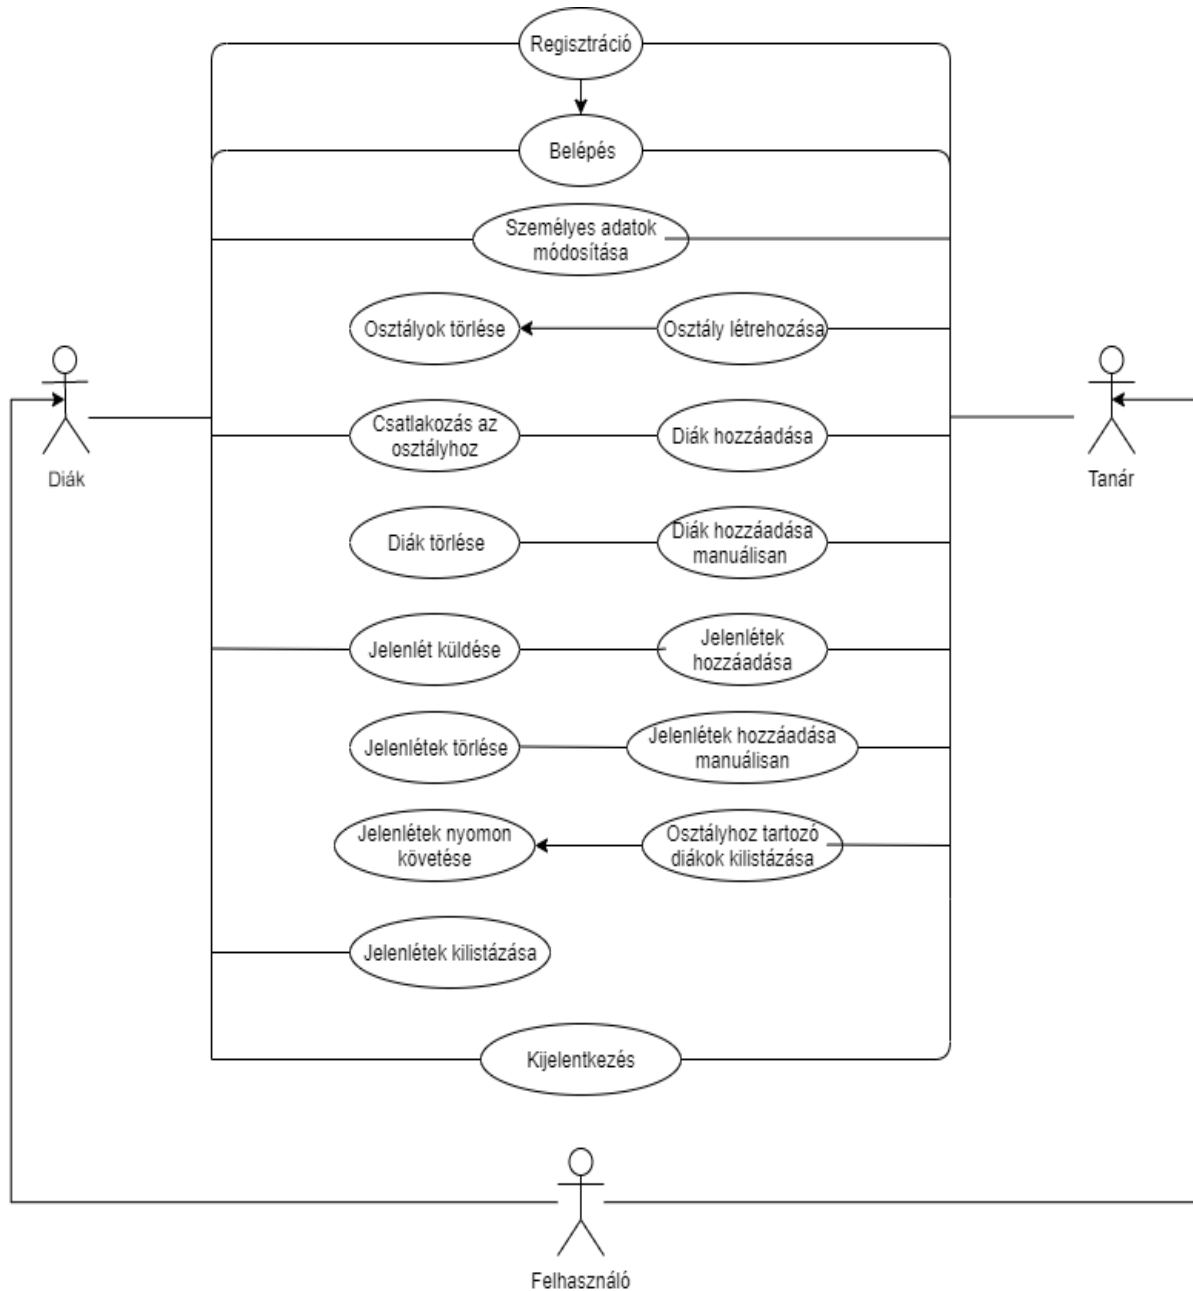 Regisztráció
Belépés
Személyes adatok
módosítása
Osztályok törlése
Osztály létrehozása
Diák
Csatlakozás az
osztályhoz
Diák hozzáadása
Tanár
Diák törlése
Diák hozzáadása
manuálisan
Jelenlét küldése
Jelenlétek
hozzáadása
Jelenlétek törlése
Jelenlétek hozzáadása
manuálisan
Jelenlétek nyomon
követése
Osztályhoz tartozó
diákok kilistázása
Jelenlétek kilistázása
Kijelentkezés
Felhasználó